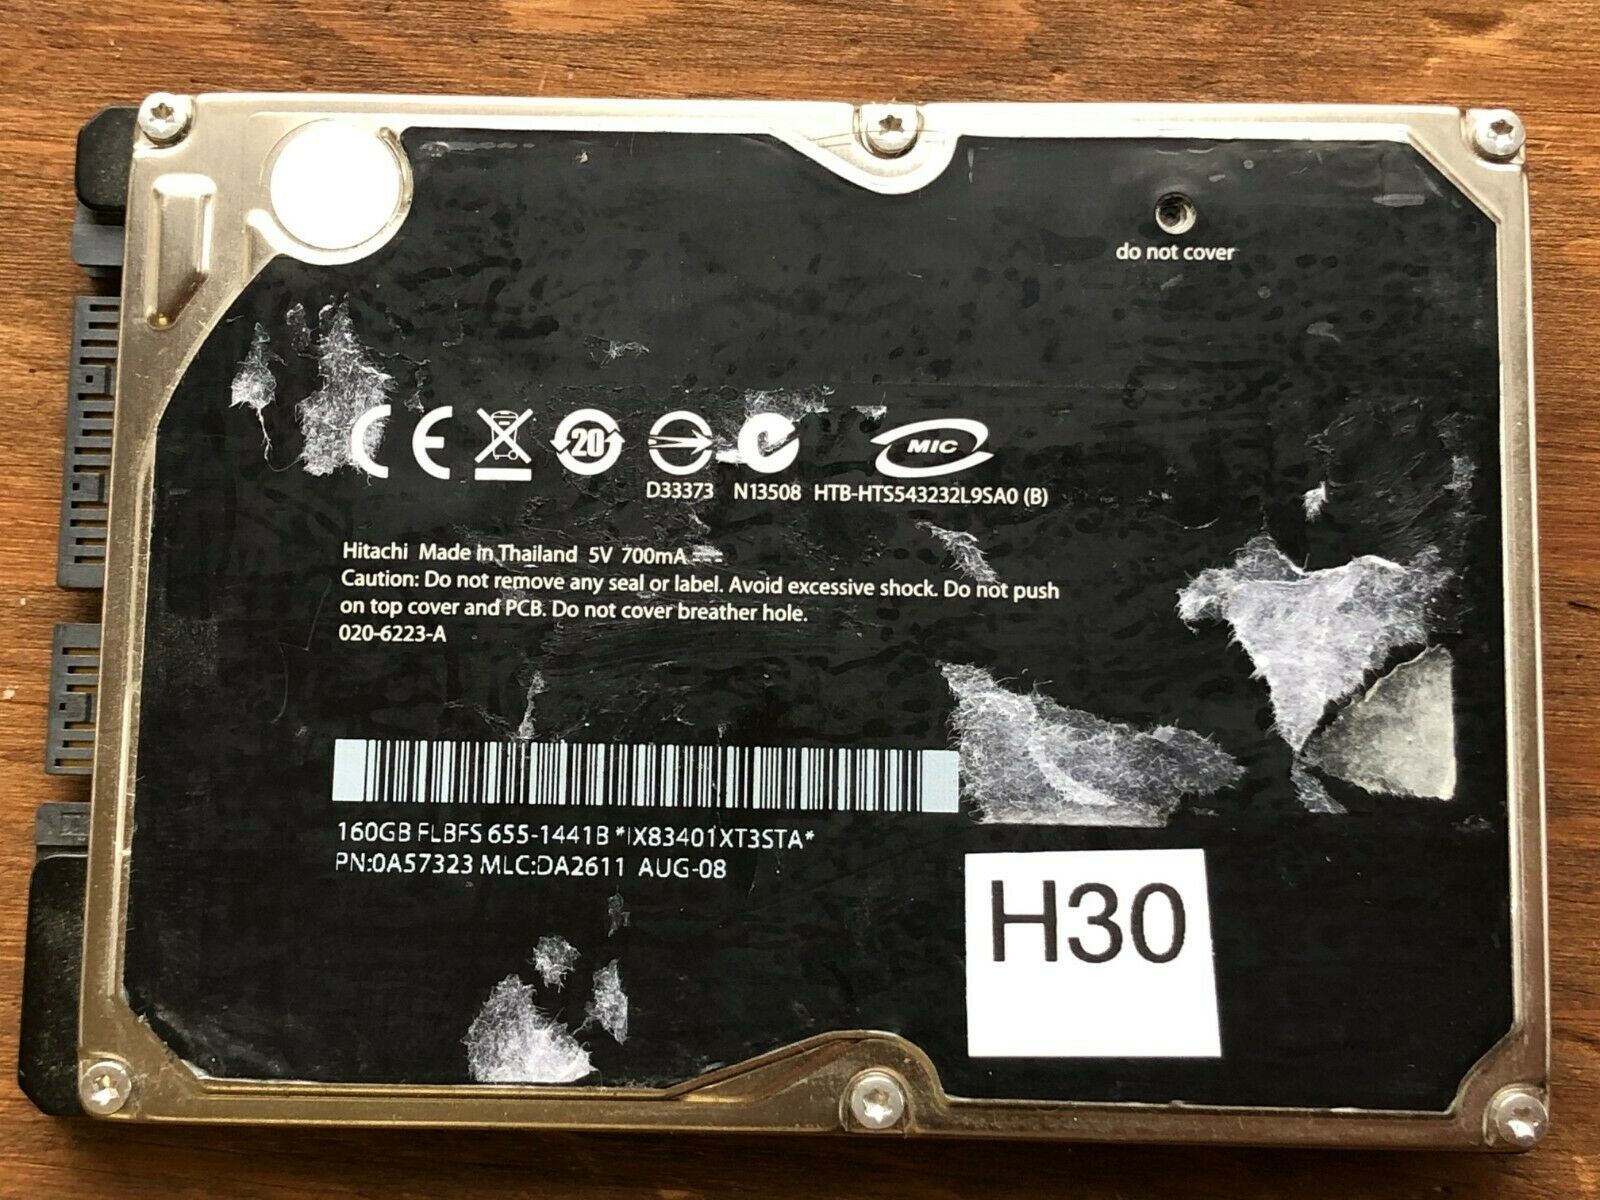 do not cover
CE 20 MIC
D33373 N13508 HTB-HTS543232L9SA0 (B)
Hitachi Made in Thailand 5V 700mA
Caution: Do not remove any seal or label. Avoid excessive shock. Do not push
on top cover and PCB. Do not cover breather hole.
020-6223-A
160GB FLBFS 655-1441B *IX83401XT3STA*
PN:0A57323 MLC:DA2611 AUG-08
H30